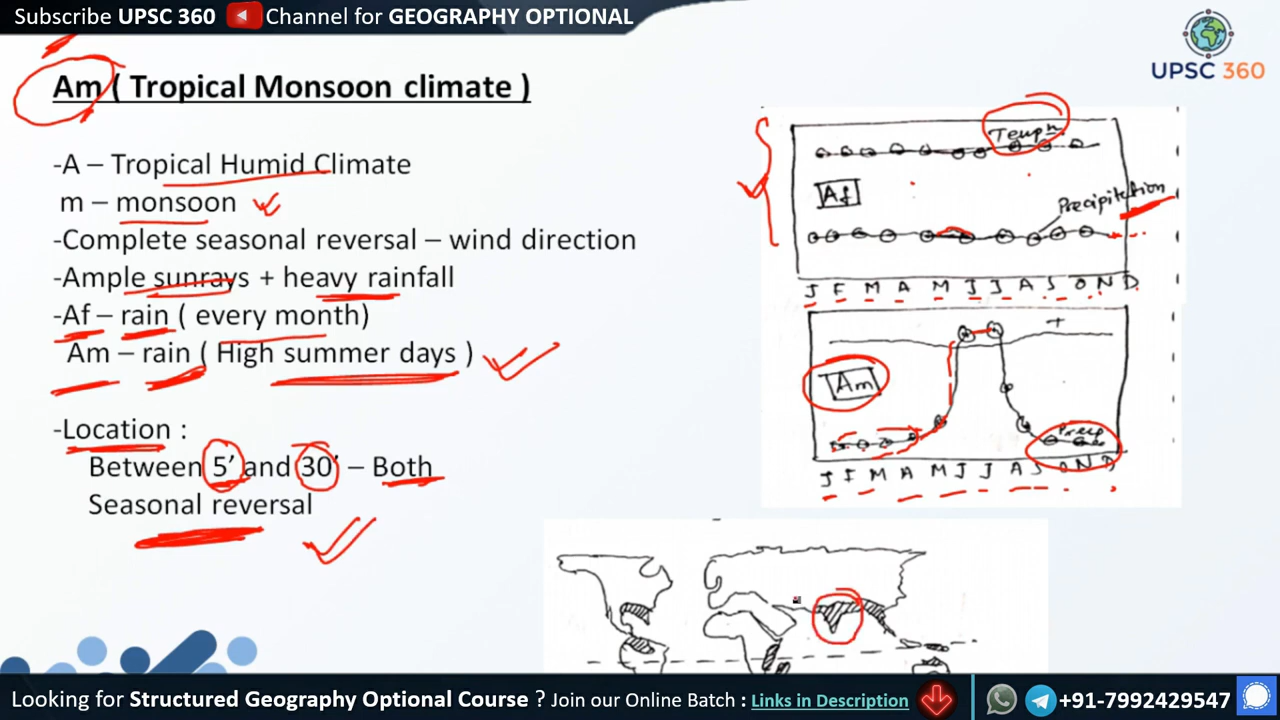 Subscribe UPSC 360 Channel for GEOGRAPHY OPTIONAL
UPSC 360
Am ( Tropical Monsoon climate )
-A – Tropical Humid Climate
m – monsoon
-Complete seasonal reversal – wind direction
-Ample sunrays + heavy rainfall
-Af – rain ( every month)
Am – rain ( High summer days )
-Location :
Between 5’ and 30’ – Both
Seasonal reversal
Tempn
Af
Precipitation
J F M A M J J A S O N D
T
Am
Prep
J F M A M J J A S O N D
Looking for Structured Geography Optional Course ? Join our Online Batch : Links in Description
+91-7992429547